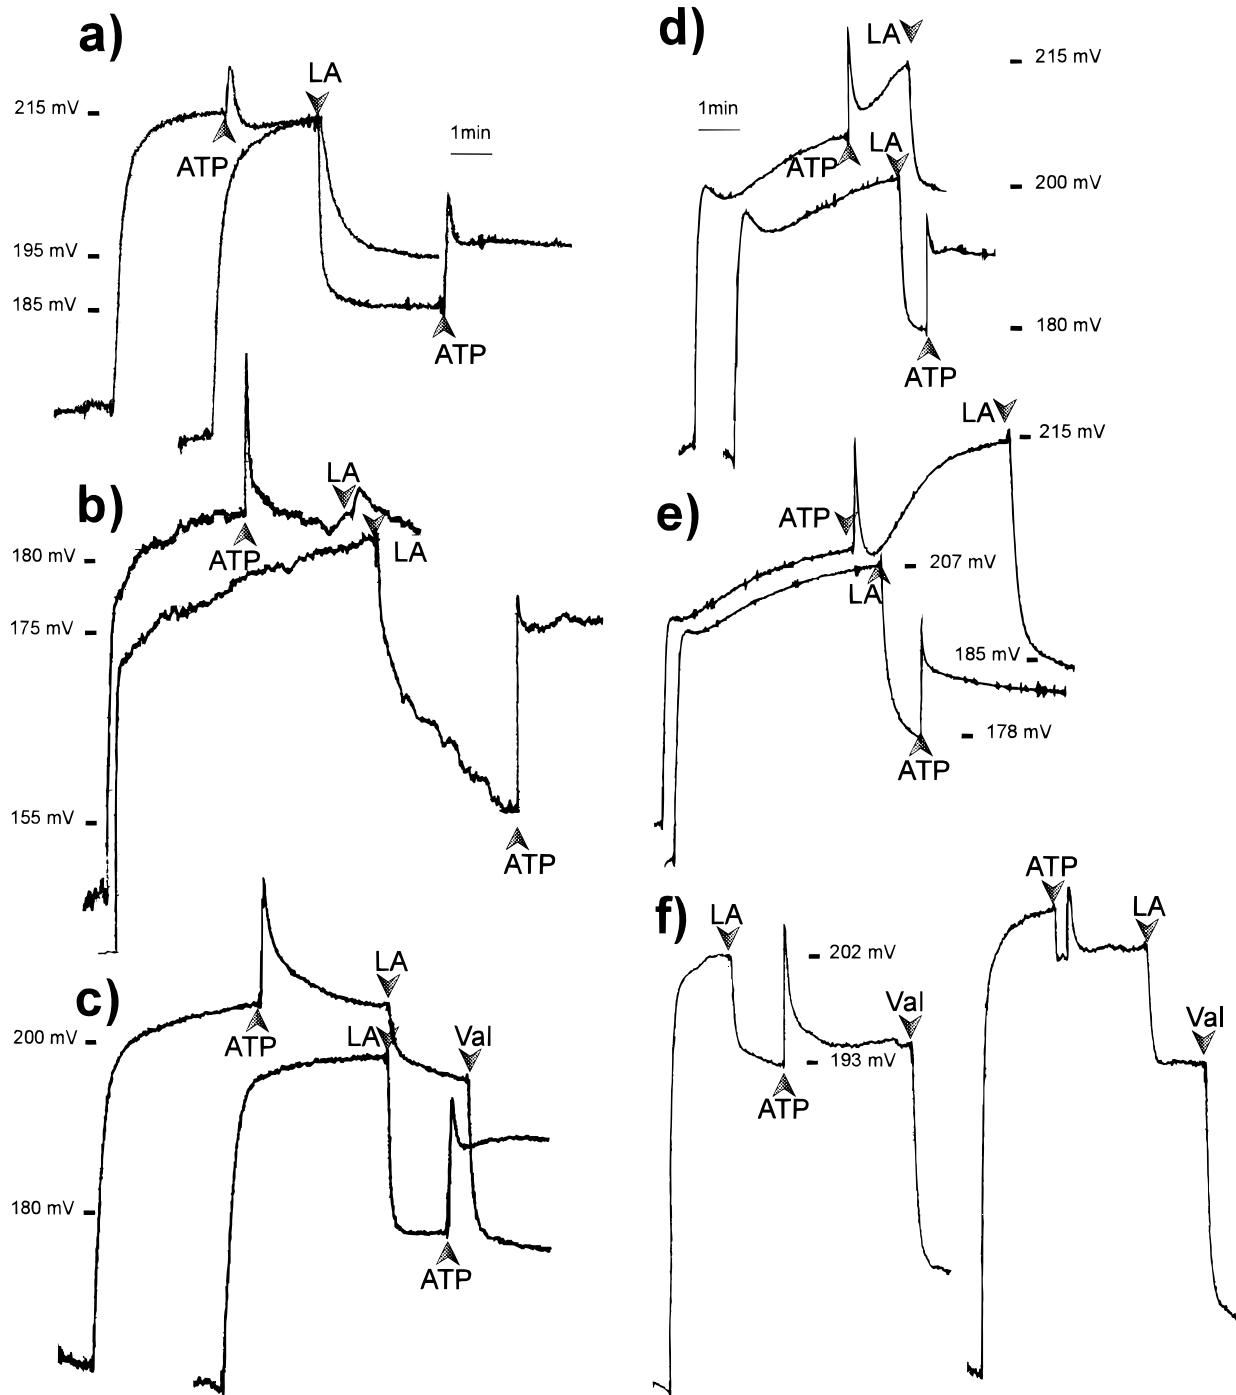 a)
LA
215 mV
ATP
1min
195 mV
185 mV
ATP
b)
LA
ATP
LA
180 mV
175 mV
155 mV
ATP
c)
LA
ATP
LA
Val
200 mV
180 mV
ATP
d)
LA
215 mV
1min
ATP
LA
200 mV
180 mV
ATP
e)
LA
215 mV
ATP
207 mV
LA
185 mV
178 mV
ATP
f)
LA
202 mV
Val
193 mV
ATP
ATP
LA
Val